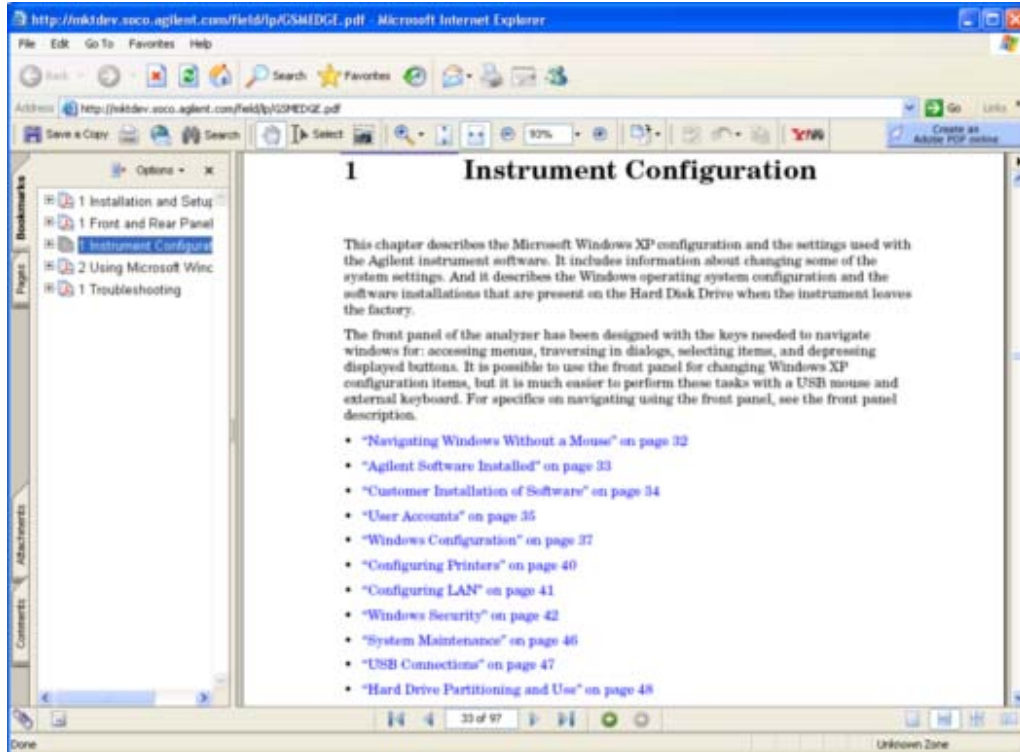 http://mktdev.soco.agilent.com/field/lp/GSMEDGE.pdf - Microsoft Internet Explorer
File Edit Go To Favorites Help
Back Search Favorites
Address http://mktdev.soco.agilent.com/field/lp/GSMEDGE.pdf Go Links
Save a Copy Search Select 93% Create an Adobe PDF online
Options
Bookmarks
Pages
Attachments
Comments
1 Installation and Setup
1 Front and Rear Panel
1 Instrument Configurat
2 Using Microsoft Winc
1 Troubleshooting
1 Instrument Configuration
This chapter describes the Microsoft Windows XP configuration and the settings used with
the Agilent instrument software. It includes information about changing some of the
system settings. And it describes the Windows operating system configuration and the
software installations that are present on the Hard Disk Drive when the instrument leaves
the factory.
The front panel of the analyzer has been designed with the keys needed to navigate
windows for: accessing menus, traversing in dialogs, selecting items, and depressing
displayed buttons. It is possible to use the front panel for changing Windows XP
configuration items, but it is much easier to perform these tasks with a USB mouse and
external keyboard. For specifics on navigating using the front panel, see the front panel
description.
• "Navigating Windows Without a Mouse" on page 32
• "Agilent Software Installed" on page 33
• "Customer Installation of Software" on page 34
• "User Accounts" on page 35
• "Windows Configuration" on page 37
• "Configuring Printers" on page 40
• "Configuring LAN" on page 41
• "Windows Security" on page 42
• "System Maintenance" on page 46
• "USB Connections" on page 47
• "Hard Drive Partitioning and Use" on page 48
33 of 97
Done Unknown Zone